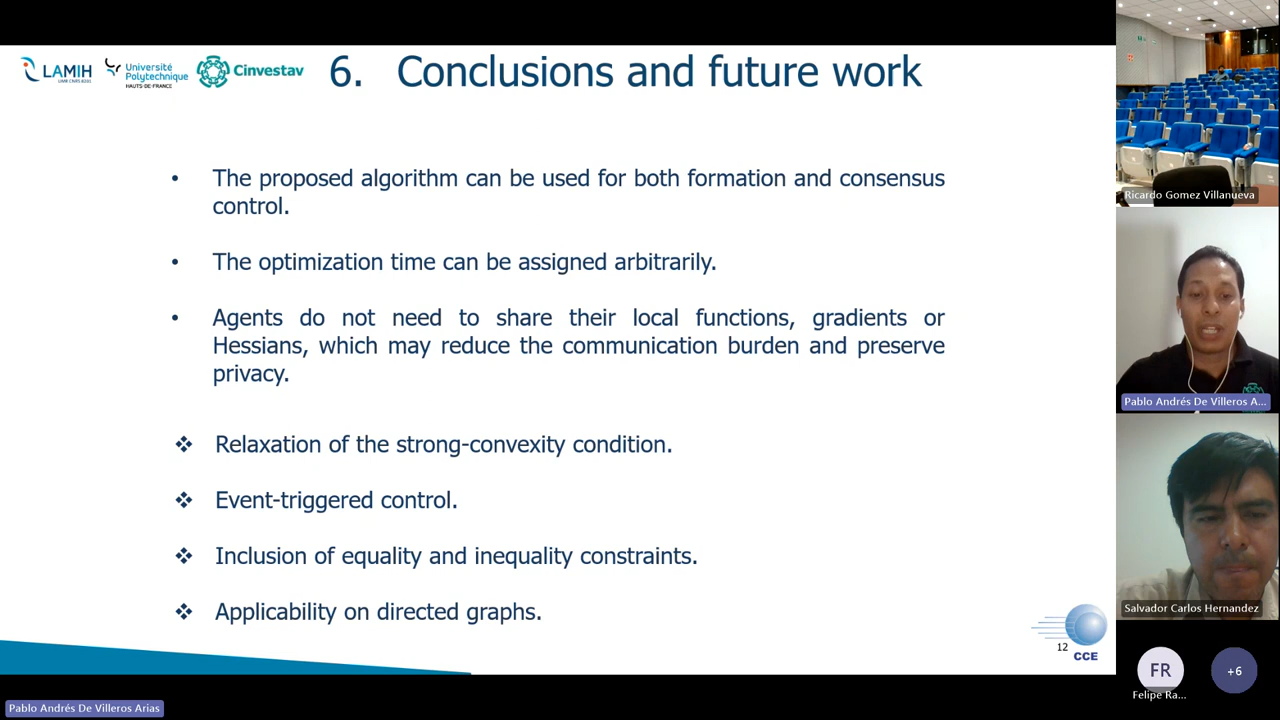 LAMIH
UMR CNRS 8201
Université
Polytechnique
HAUTS-DE-FRANCE
Cinvestav
6. Conclusions and future work
• The proposed algorithm can be used for both formation and consensus
control.
• The optimization time can be assigned arbitrarily.
• Agents do not need to share their local functions, gradients or
Hessians, which may reduce the communication burden and preserve
privacy.
❖ Relaxation of the strong-convexity condition.
❖ Event-triggered control.
❖ Inclusion of equality and inequality constraints.
❖ Applicability on directed graphs.
12
CCE
Pablo Andrés De Villeros Arias
Ricardo Gomez Villanueva
Pablo Andrés De Villeros A...
Salvador Carlos Hernandez
FR
Felipe Ra...
+6